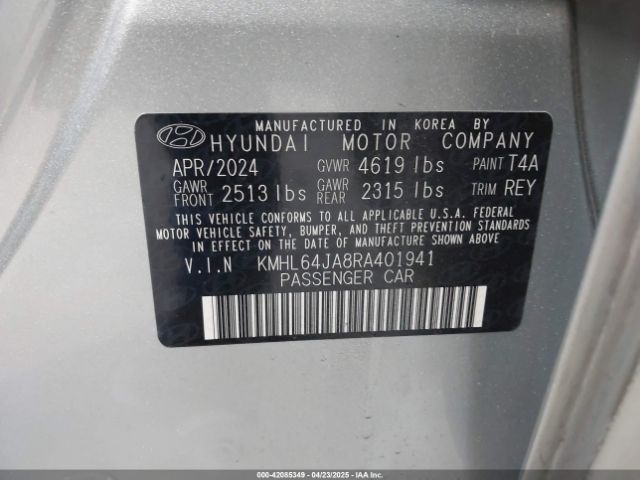 MANUFACTURED IN KOREA BY
HYUNDAI MOTOR COMPANY
APR/2024 GVWR 4619 lbs PAINT T4A
GAWR FRONT 2513 lbs GAWR REAR 2315 lbs TRIM REY
THIS VEHICLE CONFORMS TO ALL APPLICABLE U.S.A. FEDERAL
MOTOR VEHICLE SAFETY, BUMPER, AND THEFT PREVENTION STANDARDS
IN EFFECT ON THE DATE OF MANUFACTURE SHOWN ABOVE.
V.I.N KMHL64JA8RA401941
PASSENGER CAR
000-42085349 - 04/23/2025 - IAAI.COM